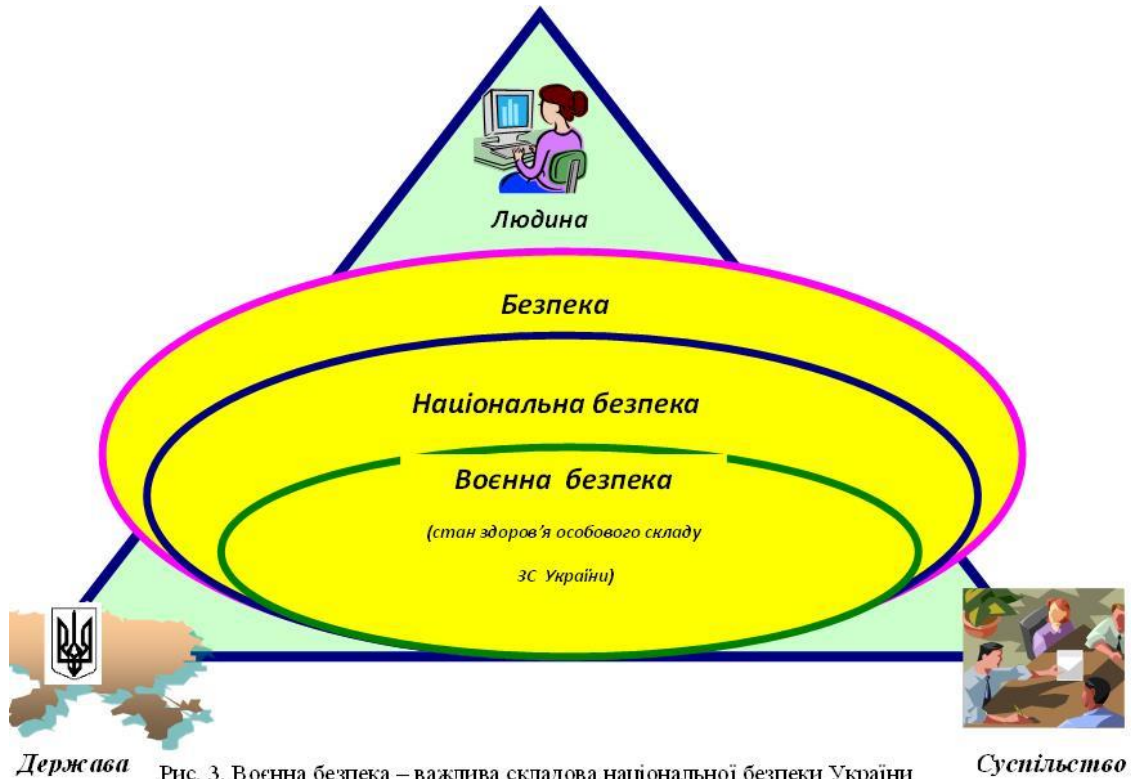 Людина
Безпека
Національна безпека
Воєнна безпека
(стан здоров’я особового складу
ЗС України)
Держава
Рис. 3. Воєнна безпека – важлива складова національної безпеки України
Суспільство